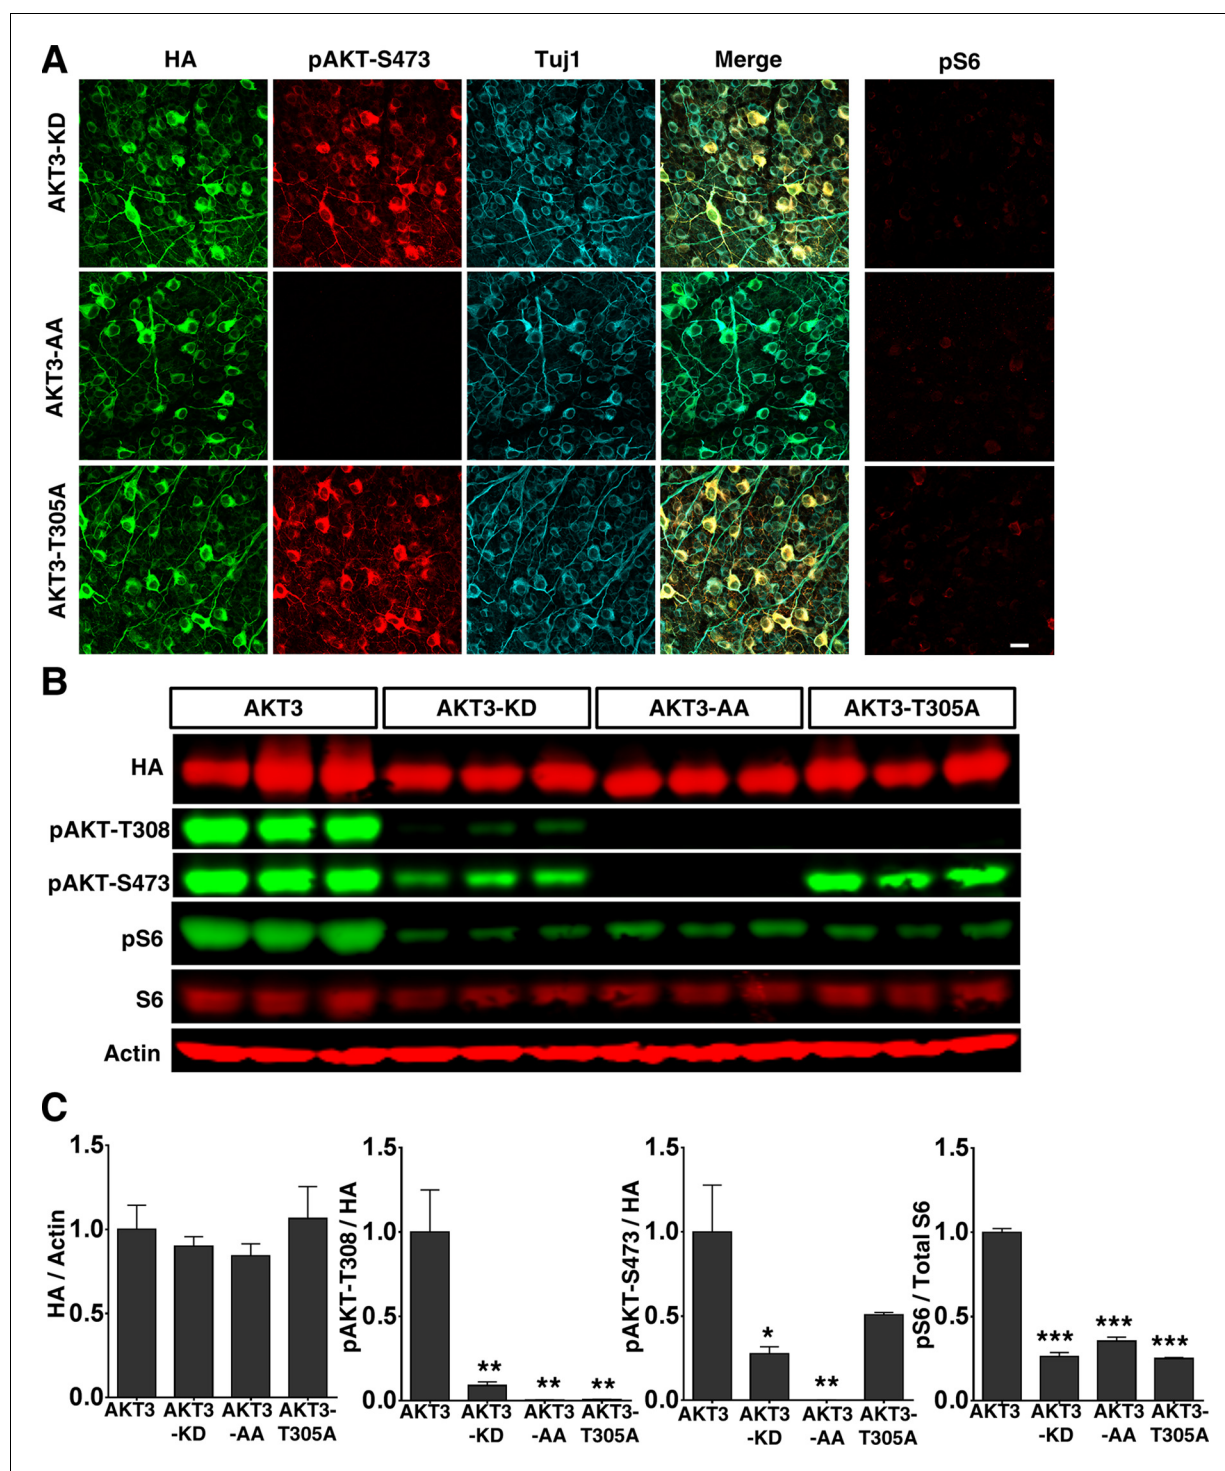 A
HA pAKT-S473 Tuj1 Merge pS6
AKT3-KD
AKT3-AA
AKT3-T305A
B
AKT3 AKT3-KD AKT3-AA AKT3-T305A
HA
pAKT-T308
pAKT-S473
pS6
S6
Actin
C
HA / Actin
1.5
1.0
0.5
0.0
AKT3 AKT3 AKT3 AKT3-
-KD -AA T305A
pAKT-T308 / HA
1.5
1.0
0.5
0.0
** ** **
AKT3 AKT3 AKT3 AKT3-
-KD -AA T305A
pAKT-S473 / HA
1.5
1.0
0.5
0.0
* **
AKT3 AKT3 AKT3 AKT3-
-KD -AA T305A
pS6 / Total S6
1.5
1.0
0.5
0.0
*** *** ***
AKT3 AKT3 AKT3 AKT3-
-KD -AA T305A